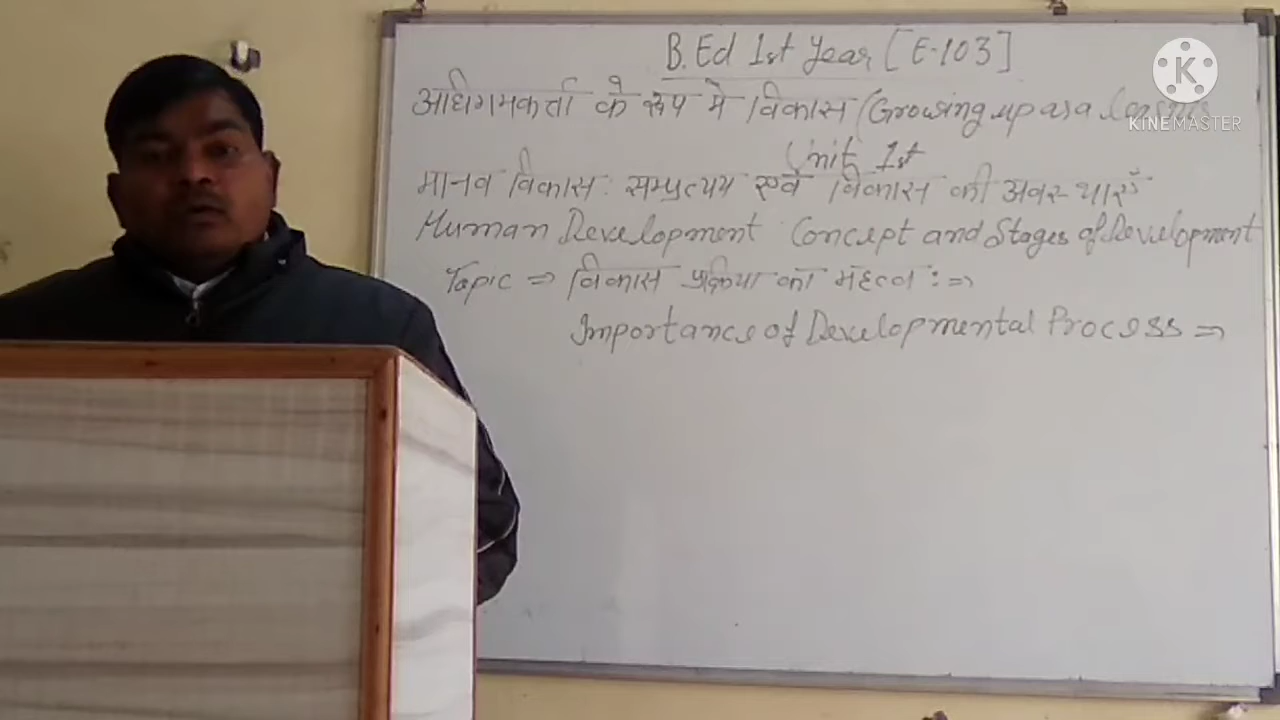 B.Ed 1st Year [E-103]
अधिगमकर्ता के रूप मे विकास (Growing up as a
KINEMASTER
Unit 1st
मानव विकास : सम्प्रत्यय एवं विकास की अवस्थाएँ
Human Development Concept and Stages of Development
Topic ⇒ विकास प्रक्रिया का महत्व :⇒
Importance of Developmental Process ⇒